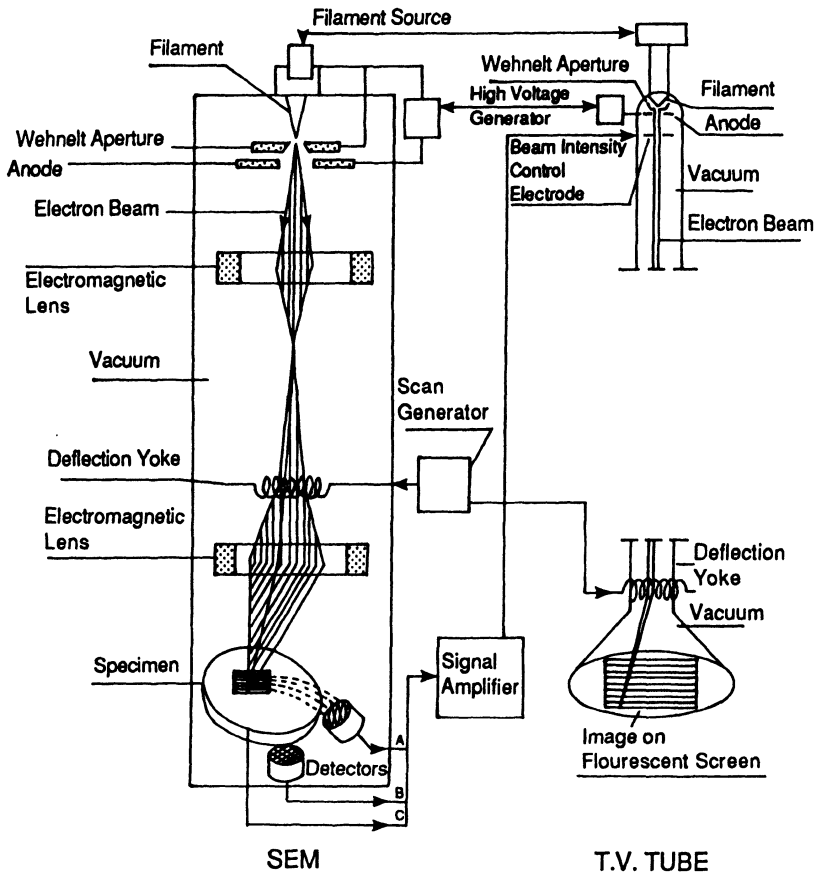 Filament Source
Filament
Wehnelt Aperture
Anode
Electron Beam
Electromagnetic
Lens
Vacuum
Deflection Yoke
Electromagnetic
Lens
Specimen
Detectors
A
B
C
SEM
High Voltage
Generator
Scan
Generator
Signal
Amplifier
Wehnelt Aperture
Filament
Anode
Beam Intensity
Control
Electrode
Vacuum
Electron Beam
Deflection
Yoke
Vacuum
Image on
Flourescent Screen
T.V. TUBE